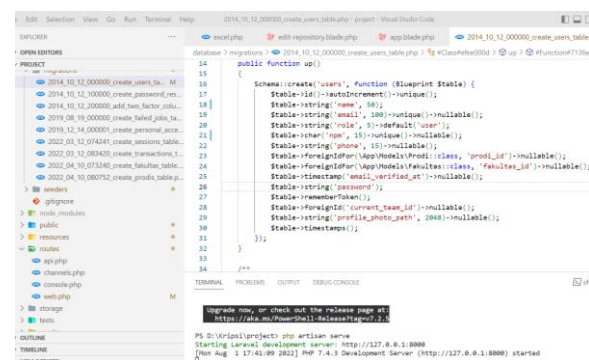 Edit Selection View Go Run Terminal Help
2014_10_12_000000_create_users_table.php - project - Visual Studio Code
EXPLORER
excel.php
edit-repository.blade.php
app.blade.php
2014_10_12_000000_create_users_table.
OPEN EDITORS
PROJECT
database > migrations > 2014_10_12_000000_create_users_table.php > > up >
migrations
2014_10_12_000000_create_users_ta... M
2014_10_12_100000_create_password_res...
2014_10_12_200000_add_two_factor_colu...
2019_08_19_000000_create_failed_jobs_ta...
2019_12_14_000001_create_personal_acce...
2022_03_12_074241_create_sessions_table...
2022_03_12_083420_create_transactions_t...
2022_04_10_073240_create_fakultas_table...
2022_04_10_080752_create_prodis_table.p...
seeders
.gitignore
node_modules
public
resources
routes
api.php
channels.php
console.php
web.php M
storage
tests
OUTLINE
TIMELINE
14 public function up()
15 {
16 Schema::create('users', function (Blueprint $table) {
17 $table->id()->autoIncrement()->unique();
18 $table->string('name', 50);
19 $table->string('email', 100)->unique()->nullable();
20 $table->string('role', 5)->default('user');
21 $table->char('npm', 15)->unique()->nullable();
22 $table->string('phone', 15)->nullable();
23 $table->foreignIdFor(\App\Models\Prodi::class, 'prodi_id')->nullable();
24 $table->foreignIdFor(\App\Models\Fakultas::class, 'fakultas_id')->nullable();
25 $table->timestamp('email_verified_at')->nullable();
26 $table->string('password');
27 $table->rememberToken();
28 $table->foreignId('current_team_id')->nullable();
29 $table->string('profile_photo_path', 2048)->nullable();
30 $table->timestamps();
31 });
32 }
33
34 /**
TERMINAL PROBLEMS OUTPUT DEBUG CONSOLE
Upgrade now, or check out the release page at:
https://aka.ms/PowerShell-Release?tag=v7.2.5
PS D:\Kripsi\project> php artisan serve
Starting Laravel development server: http://127.0.0.1:8000
[Mon Aug 1 17:41:09 2022] PHP 7.4.3 Development Server (http://127.0.0.1:8000) started